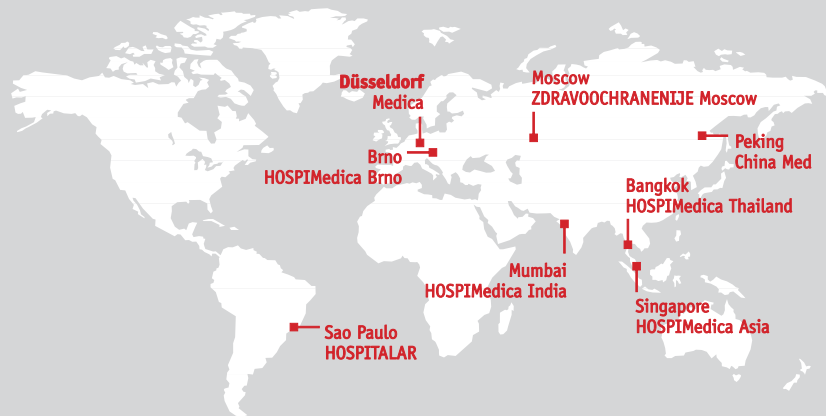 Düsseldorf
Medica
Moscow
ZDRAVOOCHRANENIJE Moscow
Brno
HOSPIMedica Brno
Peking
China Med
Bangkok
HOSPIMedica Thailand
Mumbai
HOSPIMedica India
Singapore
HOSPIMedica Asia
Sao Paulo
HOSPITALAR